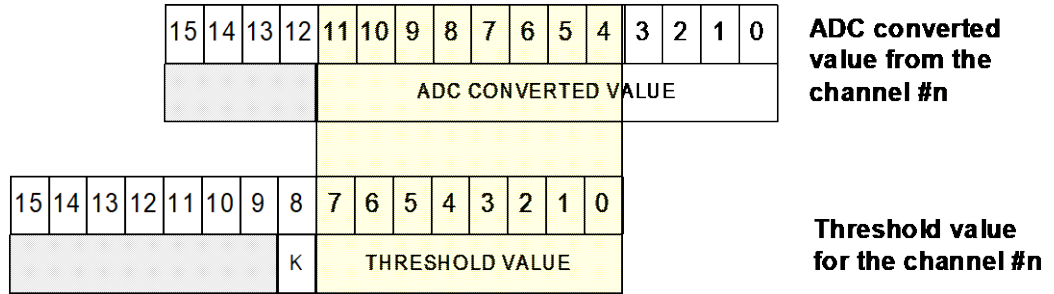 15 14 13 12 11 10 9 8 7 6 5 4 3 2 1 0
ADC converted
value from the
channel #n
ADC CONVERTED VALUE
15 14 13 12 11 10 9 8 7 6 5 4 3 2 1 0
K THRESHOLD VALUE
Threshold value
for the channel #n